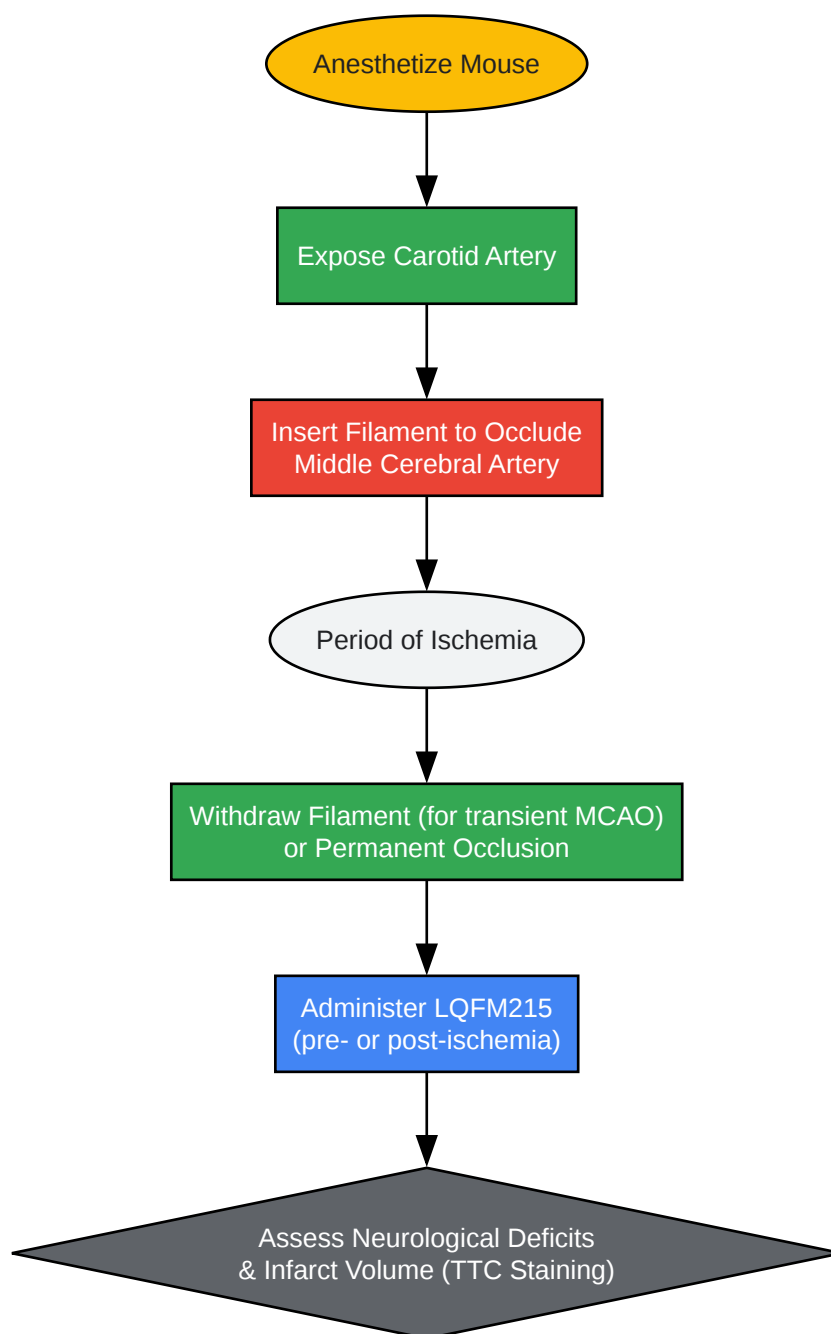 Anesthetize Mouse
Expose Carotid Artery
Insert Filament to Occlude
Middle Cerebral Artery
Period of Ischemia
Withdraw Filament (for transient MCAO)
or Permanent Occlusion
Administer LQFM215
(pre- or post-ischemia)
Assess Neurological Deficits
& Infarct Volume (TTC Staining)